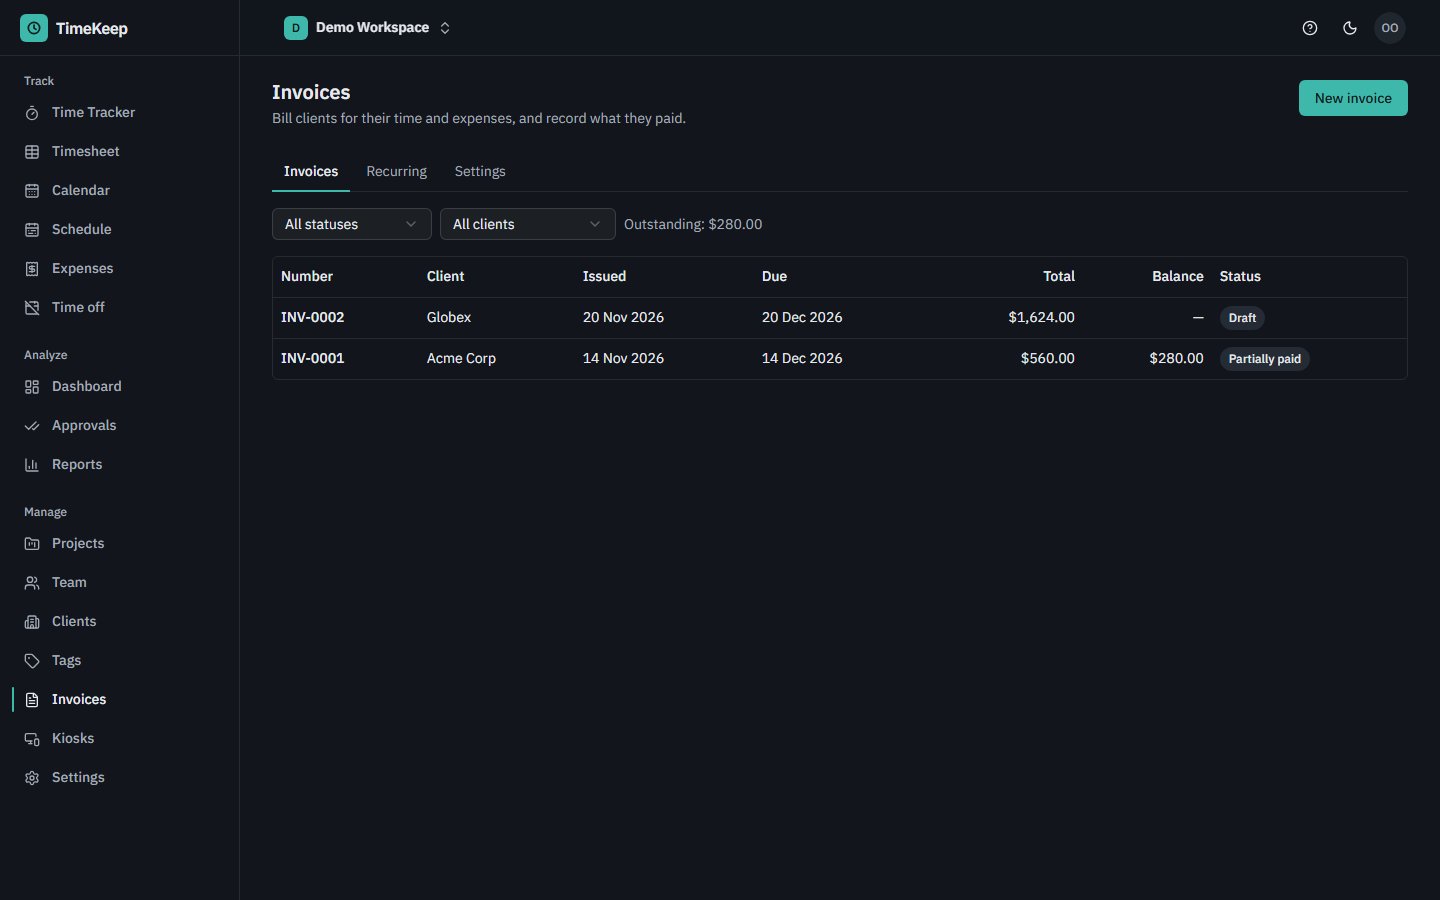 TimeKeep
D Demo Workspace
OO
Track
Time Tracker
Timesheet
Calendar
Schedule
Expenses
Time off
Analyze
Dashboard
Approvals
Reports
Manage
Projects
Team
Clients
Tags
Invoices
Kiosks
Settings
Invoices
Bill clients for their time and expenses, and record what they paid.
New invoice
Invoices Recurring Settings
All statuses All clients Outstanding: $280.00
Number Client Issued Due Total Balance Status
INV-0002 Globex 20 Nov 2026 20 Dec 2026 $1,624.00 — Draft
INV-0001 Acme Corp 14 Nov 2026 14 Dec 2026 $560.00 $280.00 Partially paid